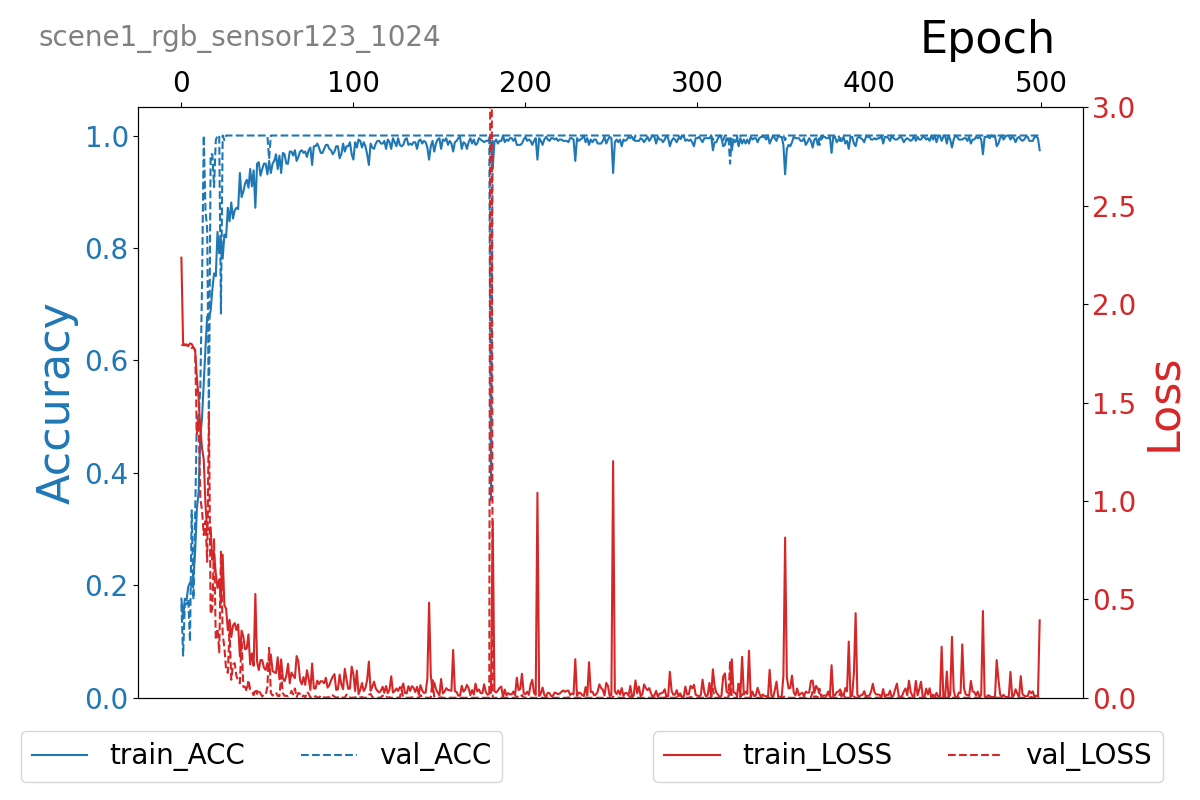 scene1_rgb_sensor123_1024
Epoch
0 100 200 300 400 500
1.0
0.8
0.6
0.4
0.2
0.0
Accuracy
3.0
2.5
2.0
1.5
1.0
0.5
0.0
Loss
train_ACC val_ACC
train_LOSS val_LOSS